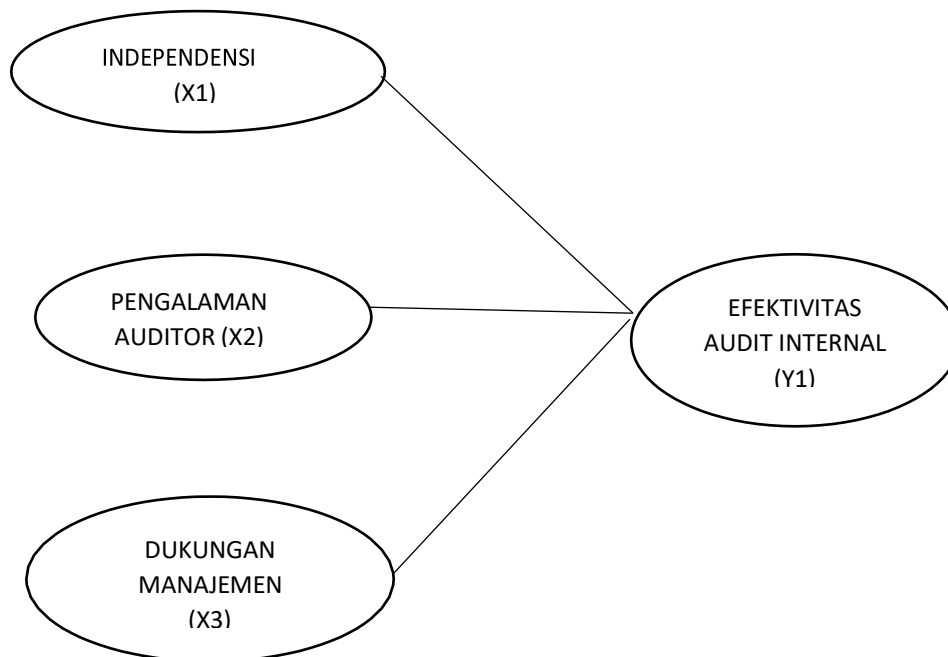 INDEPENDENSI
(X1)
PENGALAMAN
AUDITOR (X2)
EFEKTIVITAS
AUDIT INTERNAL
(Y1)
DUKUNGAN
MANAJEMEN
(X3)